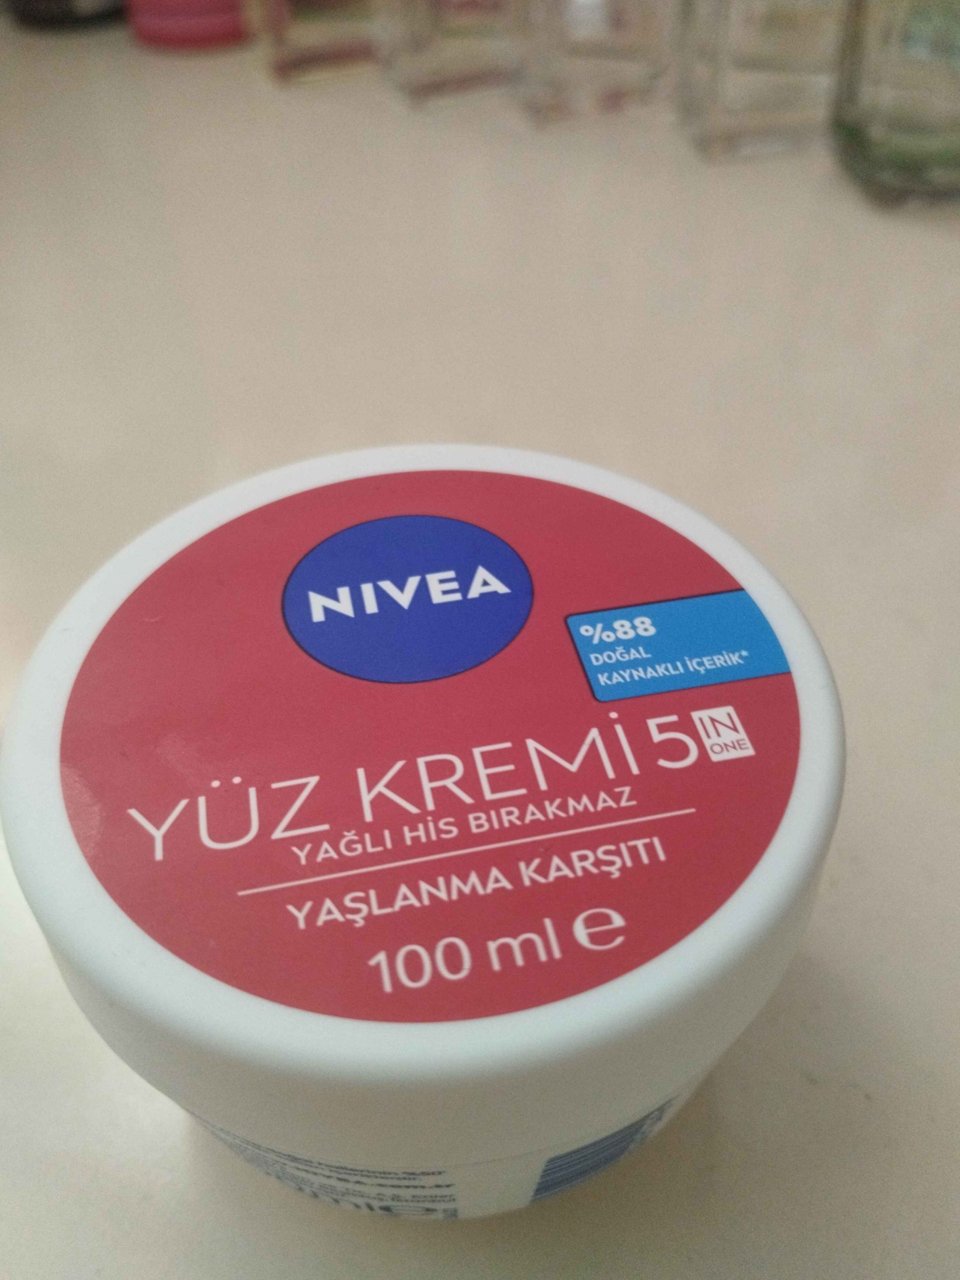 NIVEA
%88
DOĞAL
KAYNAKLI İÇERİK*
YÜZ KREMİ 5 IN ONE
YAĞLI HİS BIRAKMAZ
YAŞLANMA KARŞITI
100 ml e